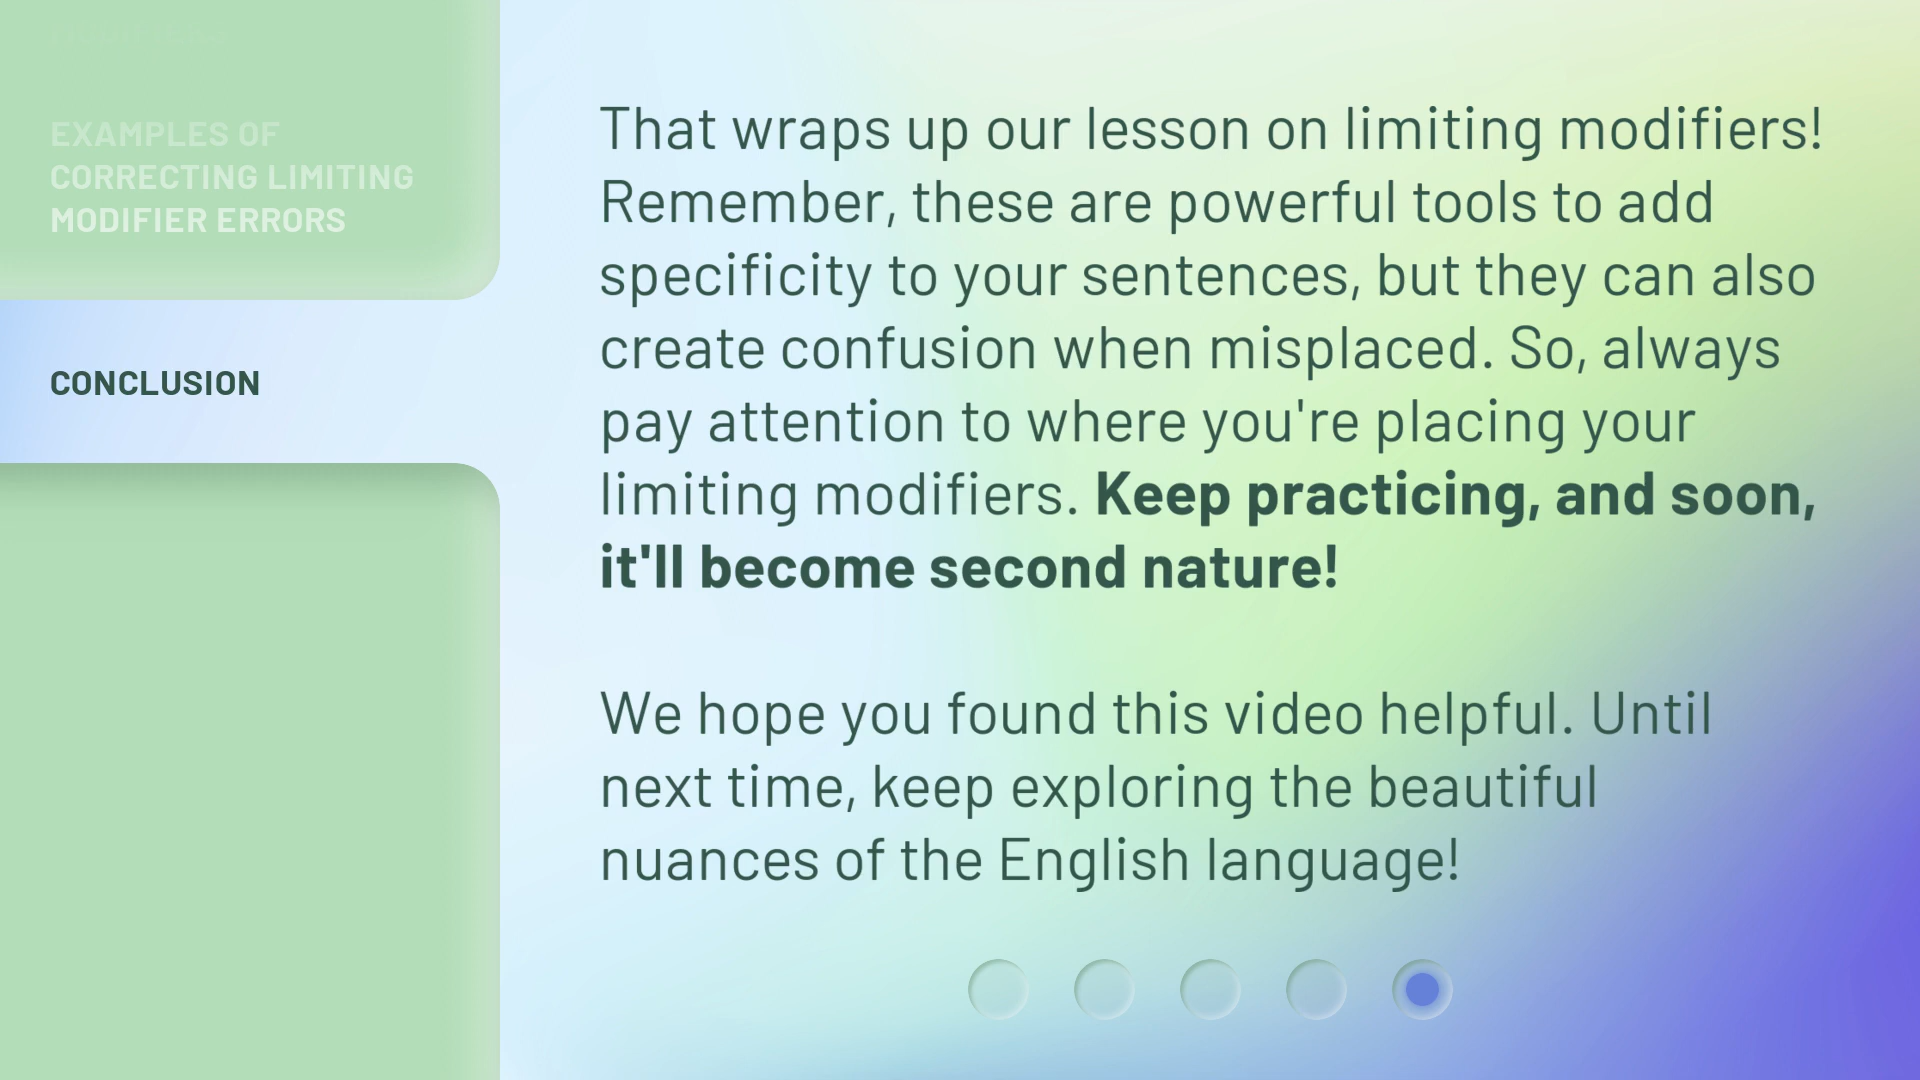 EXAMPLES OF
CORRECTING LIMITING
MODIFIER ERRORS
CONCLUSION
That wraps up our lesson on limiting modifiers!
Remember, these are powerful tools to add
specificity to your sentences, but they can also
create confusion when misplaced. So, always
pay attention to where you're placing your
limiting modifiers. Keep practicing, and soon,
it'll become second nature!
We hope you found this video helpful. Until
next time, keep exploring the beautiful
nuances of the English language!